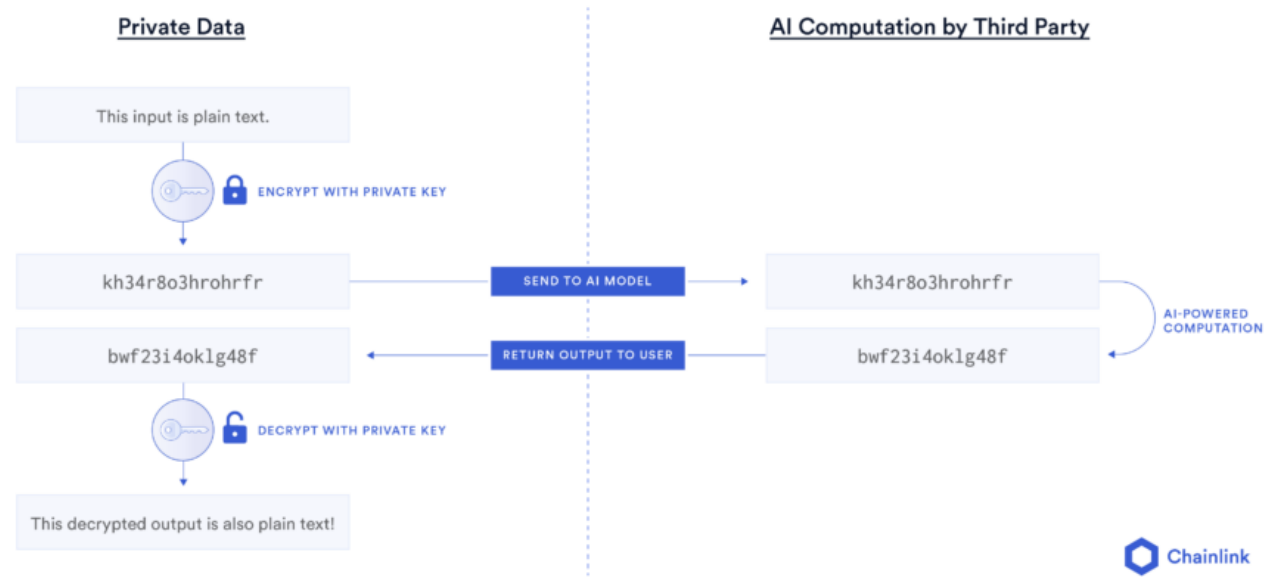 Private Data
AI Computation by Third Party
This input is plain text.
ENCRYPT WITH PRIVATE KEY
kh34r8o3hrohrfr
SEND TO AI MODEL
kh34r8o3hrohrfr
AI-POWERED
COMPUTATION
bwf23i4oklg48f
RETURN OUTPUT TO USER
bwf23i4oklg48f
DECRYPT WITH PRIVATE KEY
This decrypted output is also plain text!
Chainlink